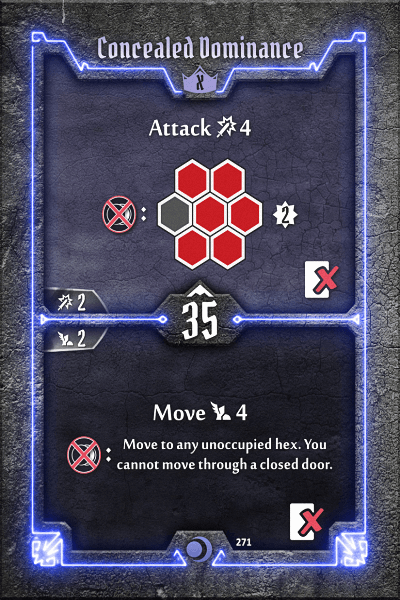 Concealed Dominance
X
Attack 4
:
2
2
35
2
Move 4
: Move to any unoccupied hex. You
cannot move through a closed door.
271